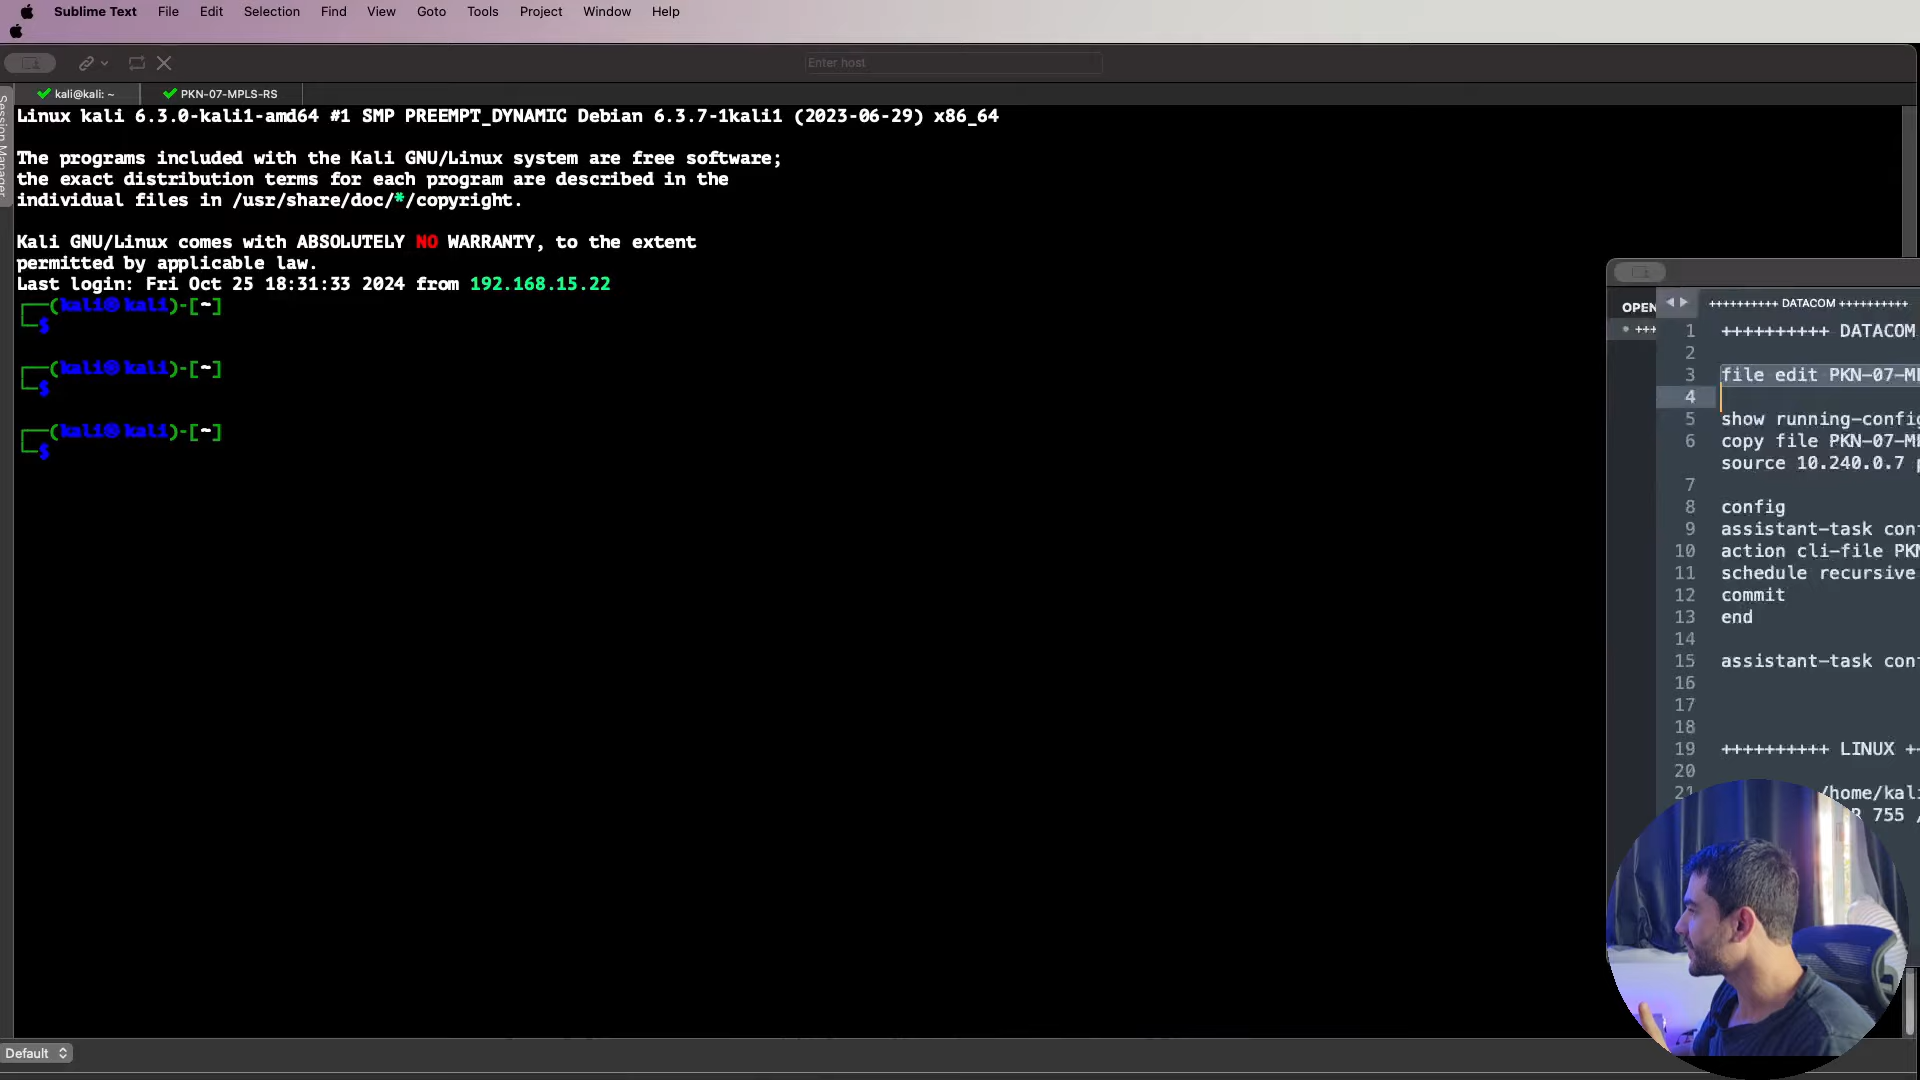 Sublime Text File Edit Selection Find View Goto Tools Project Window Help
Enter host
Session Manager
kali@kali: ~ PKN-07-MPLS-RS
Linux kali 6.3.0-kali1-amd64 #1 SMP PREEMPT_DYNAMIC Debian 6.3.7-1kali1 (2023-06-29) x86_64
The programs included with the Kali GNU/Linux system are free software;
the exact distribution terms for each program are described in the
individual files in /usr/share/doc/*/copyright.
Kali GNU/Linux comes with ABSOLUTELY NO WARRANTY, to the extent
permitted by applicable law.
Last login: Fri Oct 25 18:31:33 2024 from 192.168.15.22
┌──(kali㉿kali)-[~]
└─$
┌──(kali㉿kali)-[~]
└─$
┌──(kali㉿kali)-[~]
└─$
OPEN
+++
++++++++++ DATACOM ++++++++++
1 ++++++++++ DATACOM
2
3 file edit PKN-07-M
4
5 show running-config
6 copy file PKN-07-M
source 10.240.0.7
7
8 config
9 assistant-task con
10 action cli-file PKN
11 schedule recursive
12 commit
13 end
14
15 assistant-task con
16
17
18
19 ++++++++++ LINUX +
20
21 /home/kali
755 /
Default